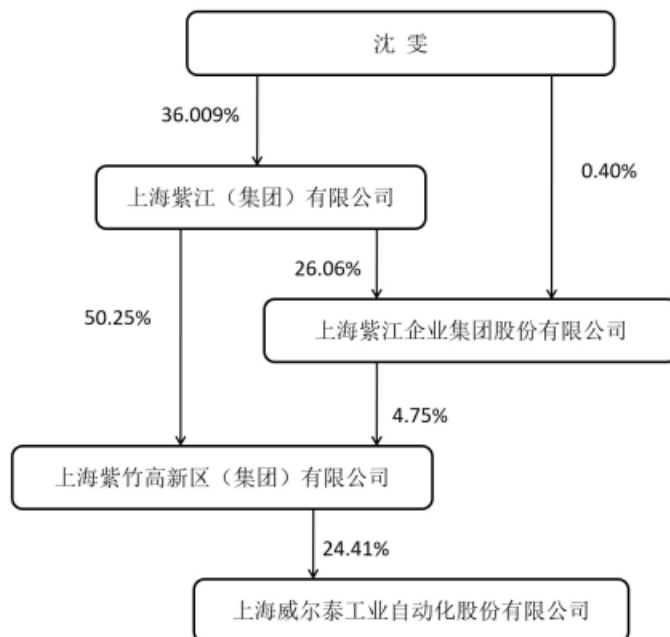 沈 雯
36.009%
0.40%
上海紫江（集团）有限公司
26.06%
50.25%
上海紫江企业集团股份有限公司
4.75%
上海紫竹高新区（集团）有限公司
24.41%
上海威尔泰工业自动化股份有限公司